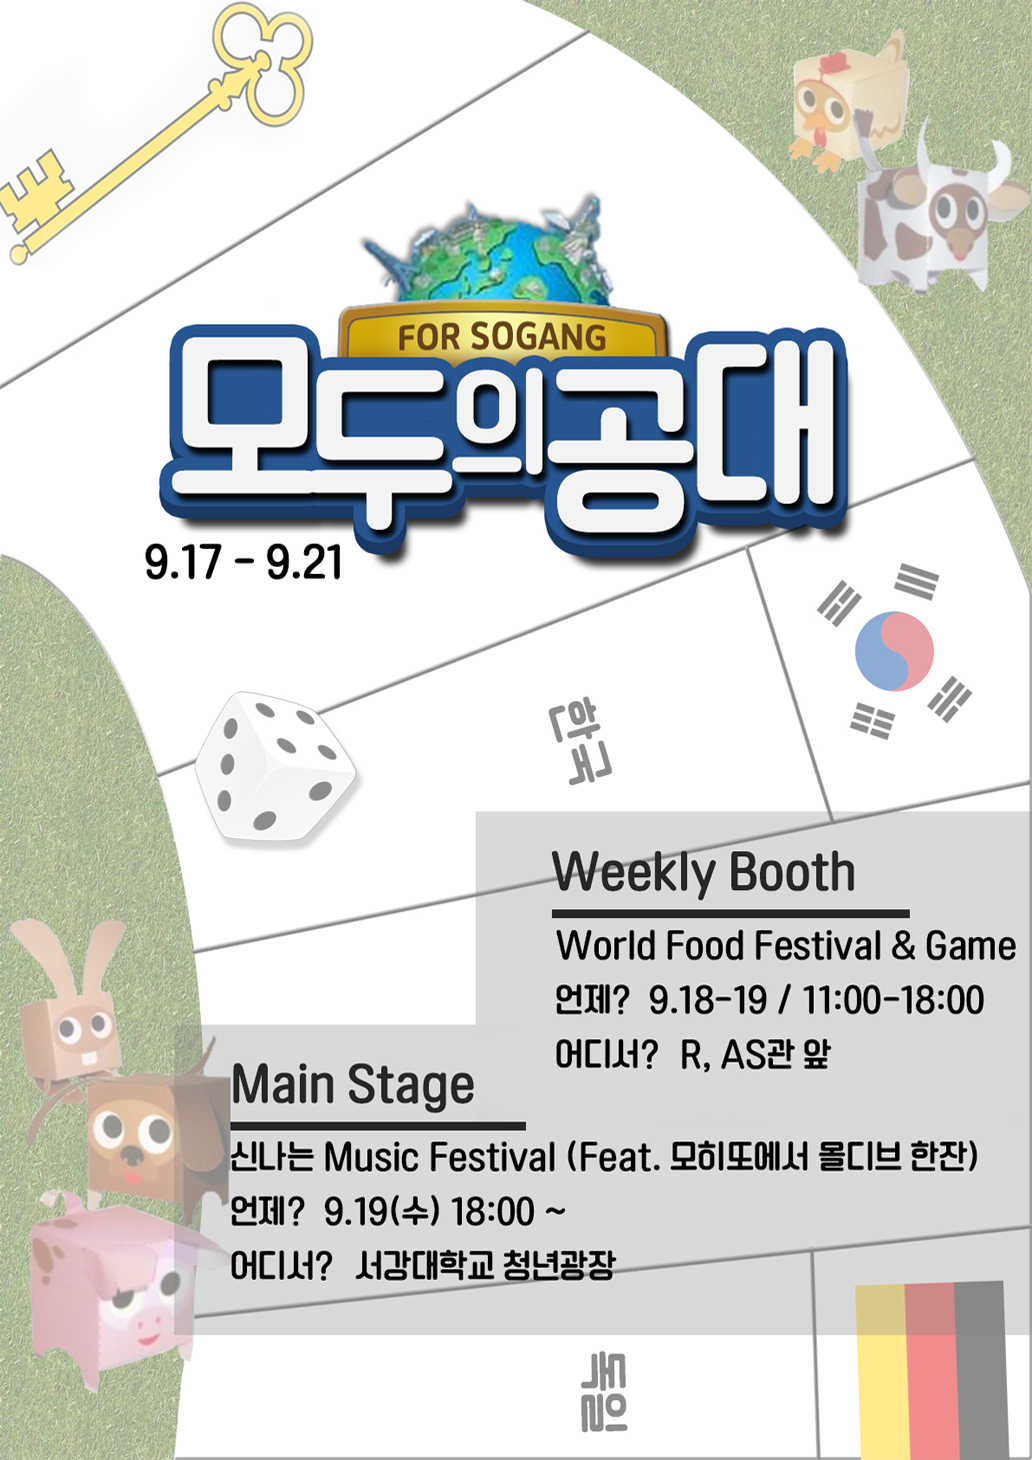 FOR SOGANG
모두의공대
9.17 - 9.21
한국
Weekly Booth
World Food Festival & Game
언제? 9.18-19 / 11:00-18:00
어디서? R, AS관 앞
Main Stage
신나는 Music Festival (Feat. 모히또에서 몰디브 한잔)
언제? 9.19(수) 18:00 ~
어디서? 서강대학교 청년광장
독일